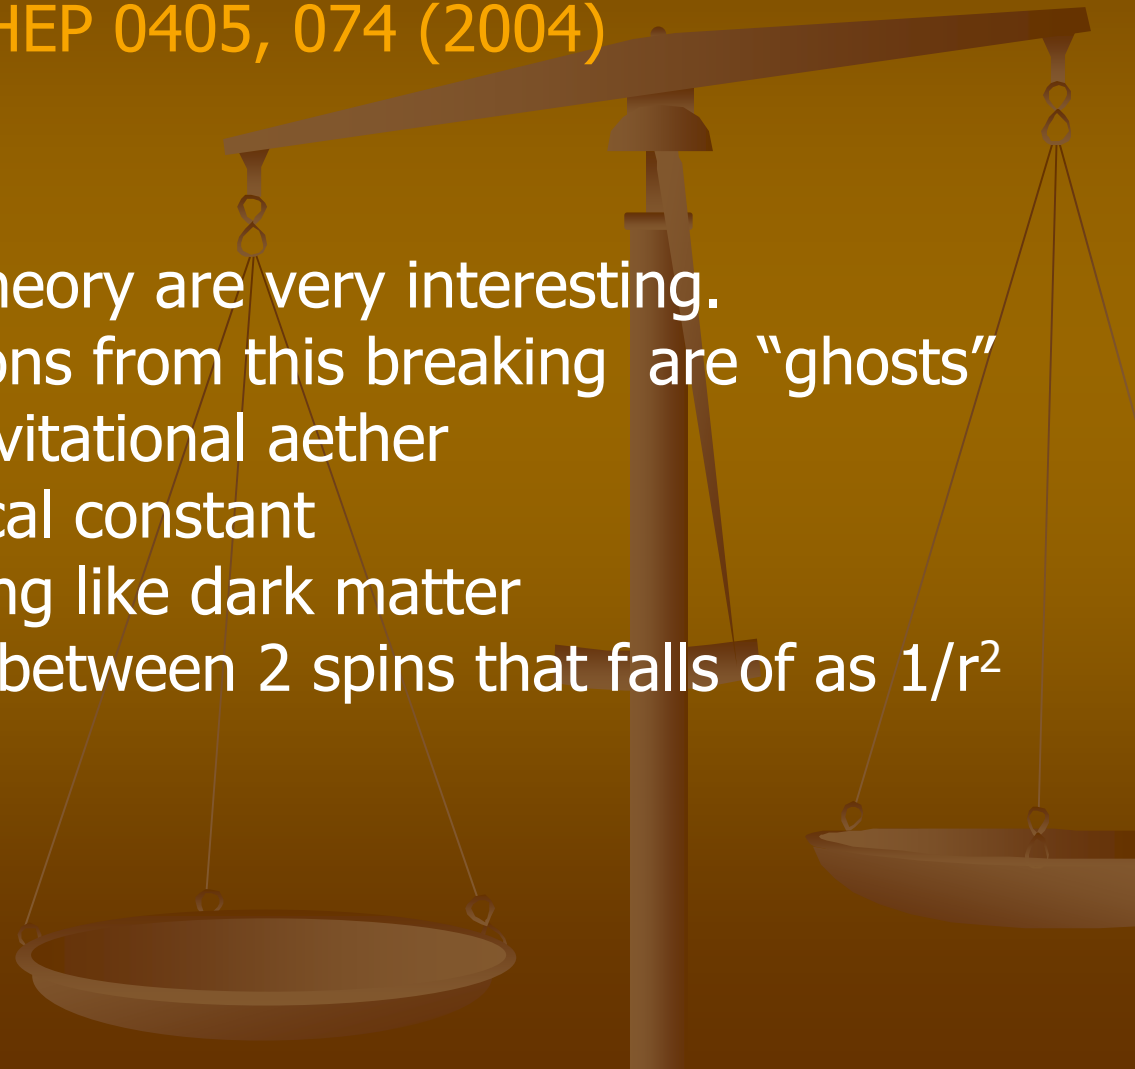 HEP 0405, 074 (2004)
heory are very interesting.
ons from this breaking are “ghosts”
vitational aether
cal constant
ng like dark matter
between 2 spins that falls of as 1/r²